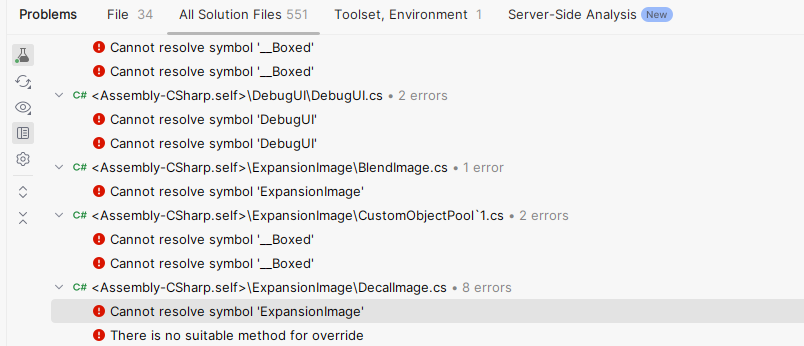 Problems File 34 All Solution Files 551 Toolset, Environment 1 Server-Side Analysis New
Cannot resolve symbol '__Boxed'
Cannot resolve symbol '__Boxed'
C# <Assembly-CSharp.self>\DebugUI\DebugUI.cs • 2 errors
Cannot resolve symbol 'DebugUI'
Cannot resolve symbol 'DebugUI'
C# <Assembly-CSharp.self>\ExpansionImage\BlendImage.cs • 1 error
Cannot resolve symbol 'ExpansionImage'
C# <Assembly-CSharp.self>\ExpansionImage\CustomObjectPool`1.cs • 2 errors
Cannot resolve symbol '__Boxed'
Cannot resolve symbol '__Boxed'
C# <Assembly-CSharp.self>\ExpansionImage\DecalImage.cs • 8 errors
Cannot resolve symbol 'ExpansionImage'
There is no suitable method for override